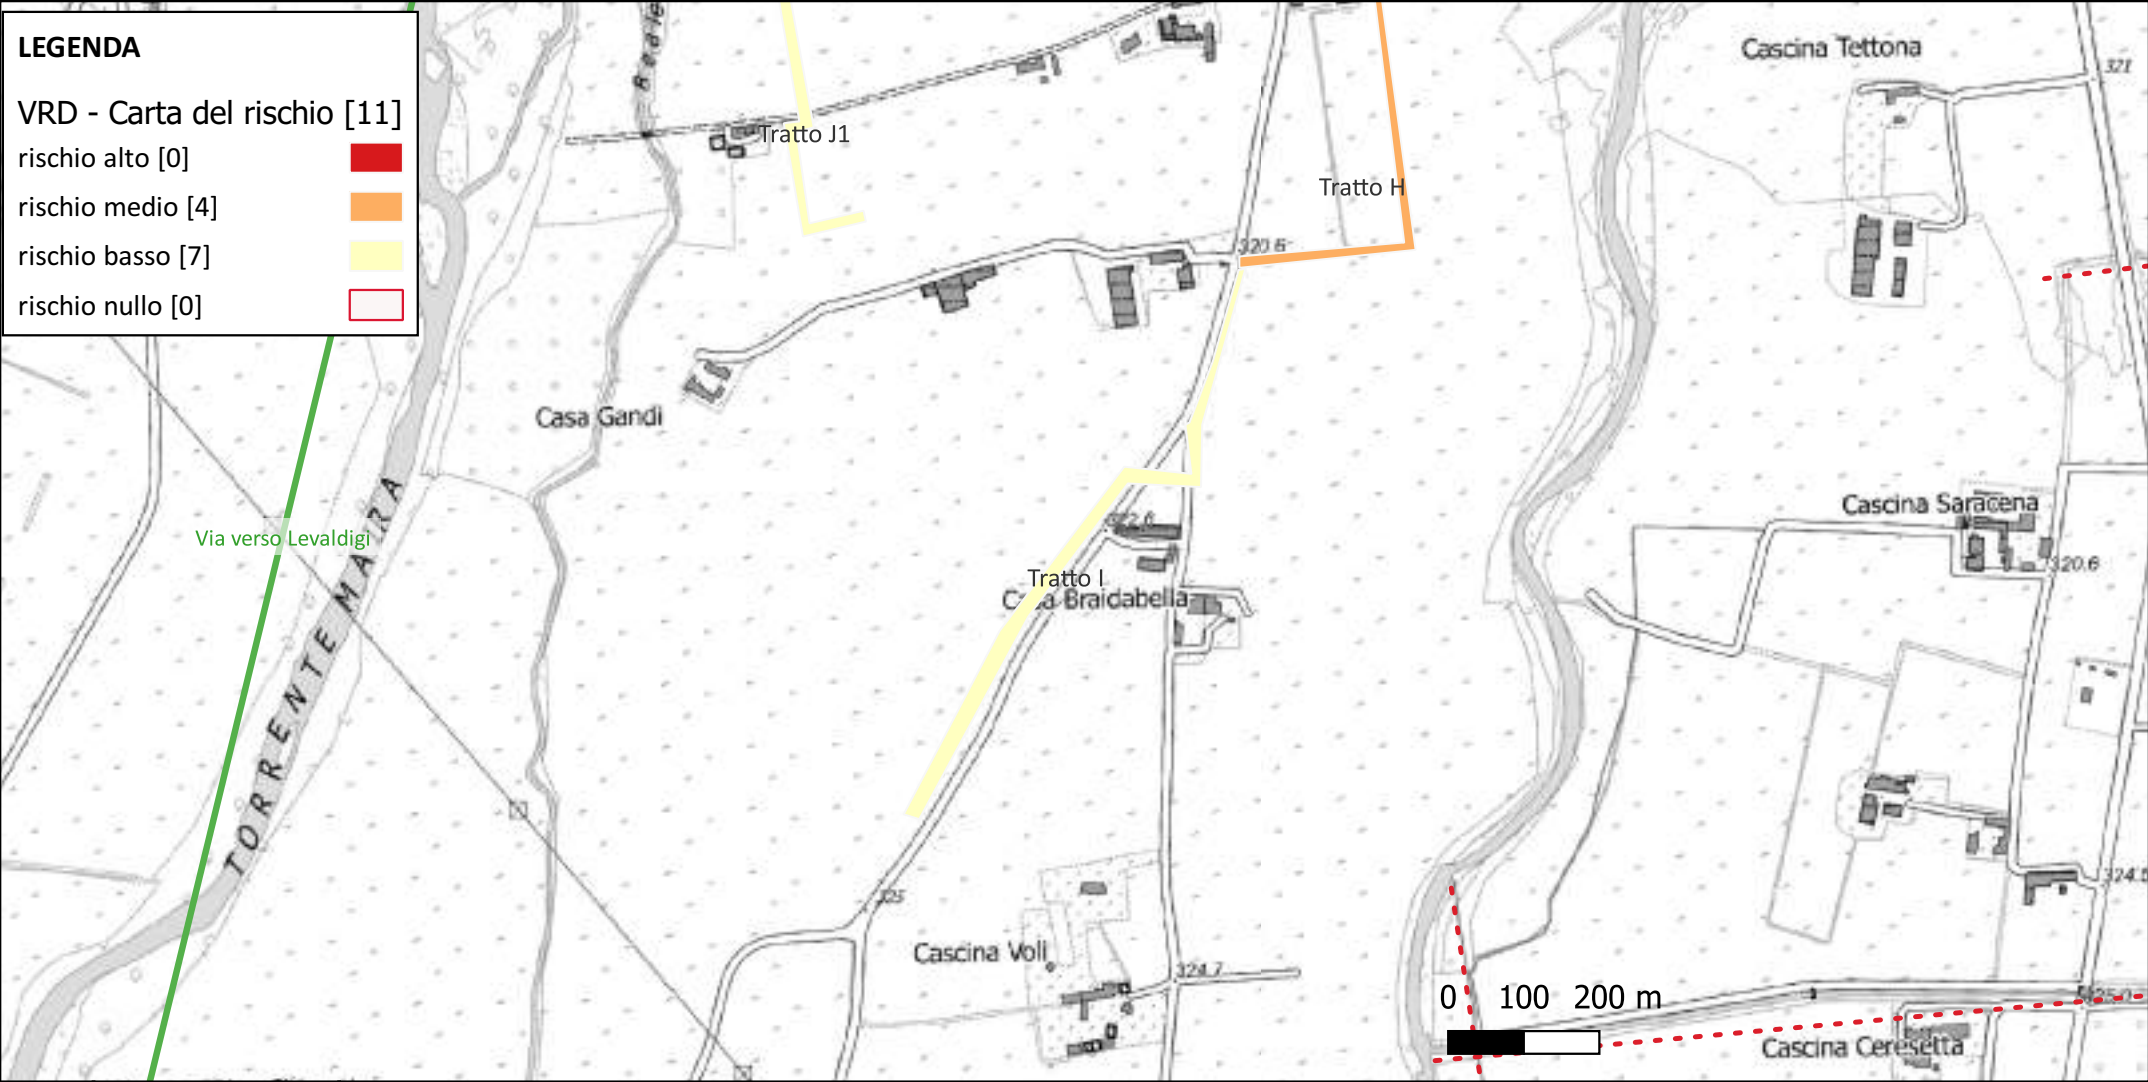 LEGENDA
VRD - Carta del rischio [11]
rischio alto [0]
rischio medio [4]
rischio basso [7]
rischio nullo [0]
Cascina Tettona
321
Tratto J1
Tratto H
320.6
Casa Gandi
Cascina Saracena
Via verso Levaldigi
TORRENTE MAIRA
320.6
Tratto I
Casa Braidabella
325
Cascina Voli
324.7
0 100 200 m
Cascina Ceresetta